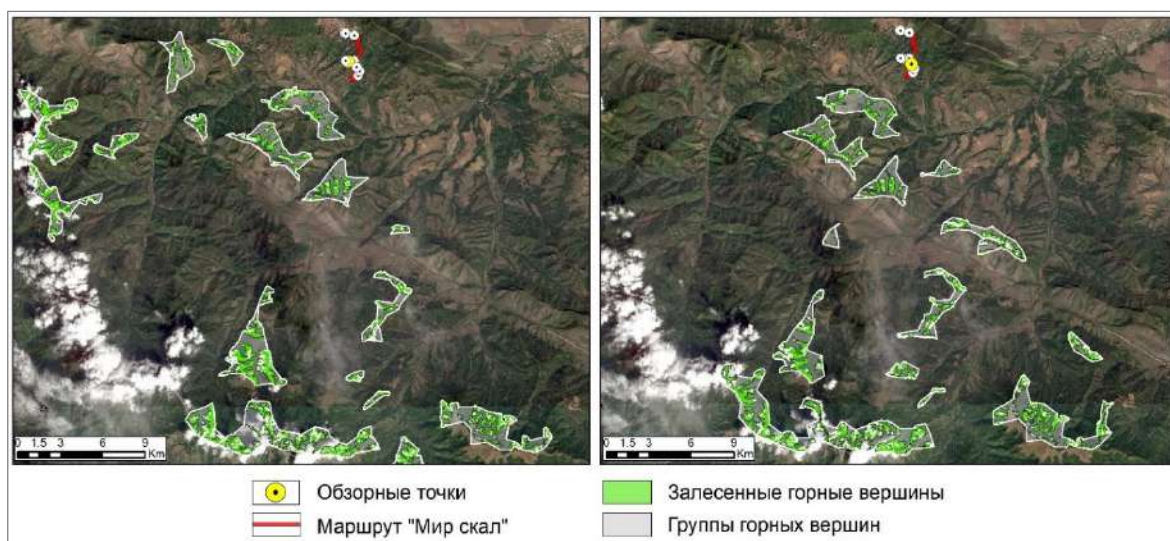 0 1.5 3 6 9
Km
0 1.5 3 6 9
Km
Обзорные точки
Залесенные горные вершины
Маршрут "Мир скал"
Группы горных вершин